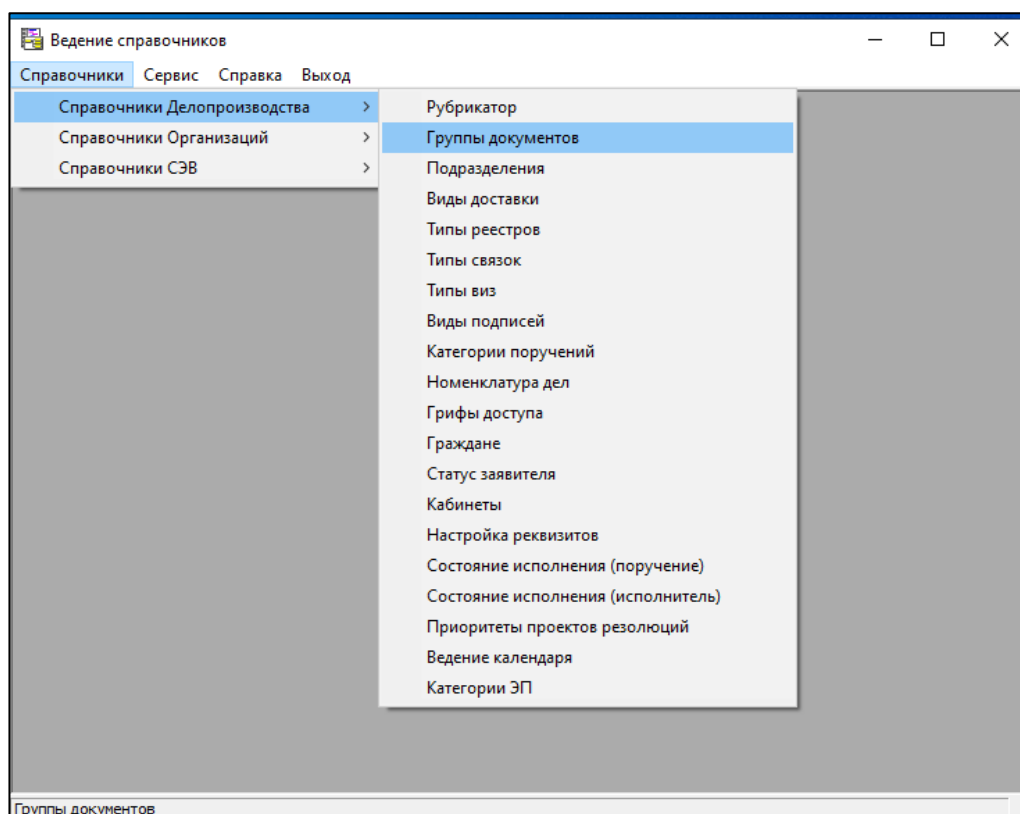 Ведение справочников
Справочники Сервис Справка Выход
Справочники Делопроизводства
Справочники Организаций
Справочники СЭВ
Рубрикатор
Группы документов
Подразделения
Виды доставки
Типы реестров
Типы связок
Типы виз
Виды подписей
Категории поручений
Номенклатура дел
Грифы доступа
Граждане
Статус заявителя
Кабинеты
Настройка реквизитов
Состояние исполнения (поручение)
Состояние исполнения (исполнитель)
Приоритеты проектов резолюций
Ведение календаря
Категории ЭП
Группы документов